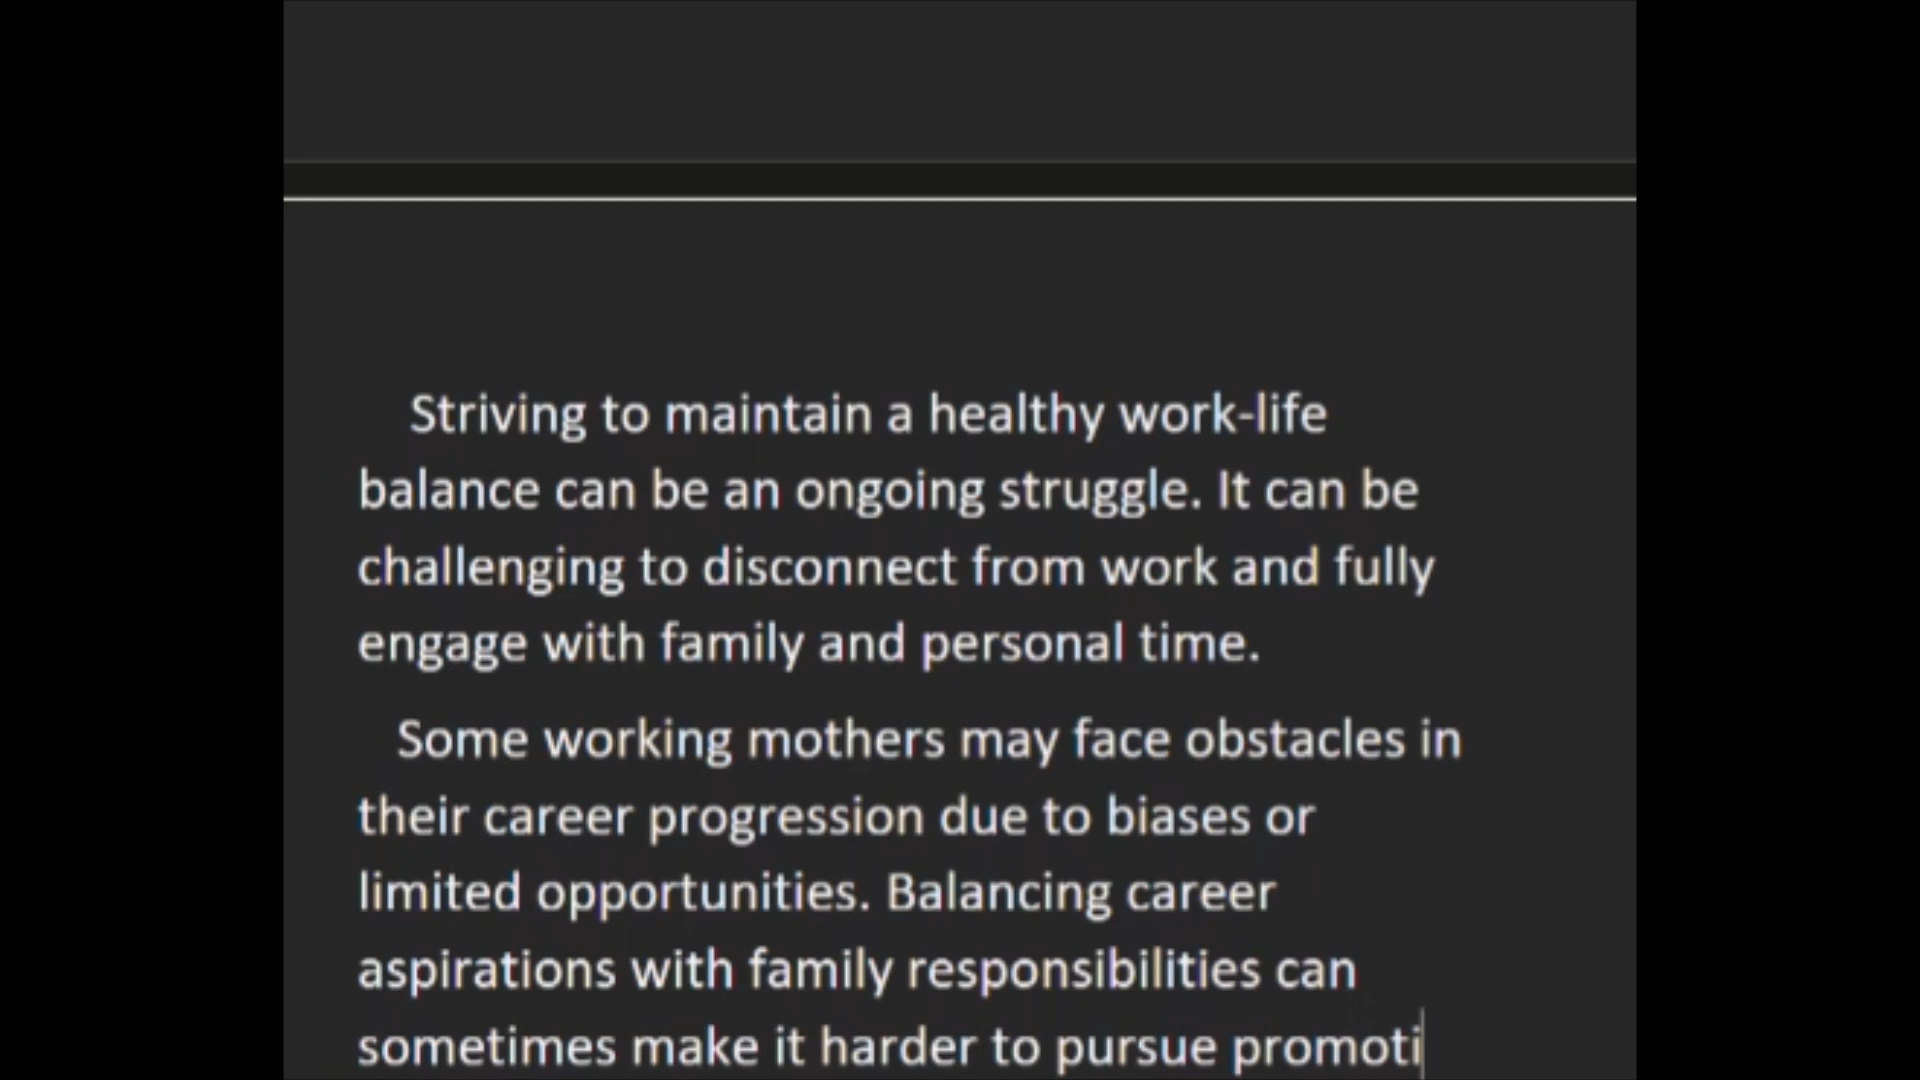 Striving to maintain a healthy work-life
balance can be an ongoing struggle. It can be
challenging to disconnect from work and fully
engage with family and personal time.
Some working mothers may face obstacles in
their career progression due to biases or
limited opportunities. Balancing career
aspirations with family responsibilities can
sometimes make it harder to pursue promoti